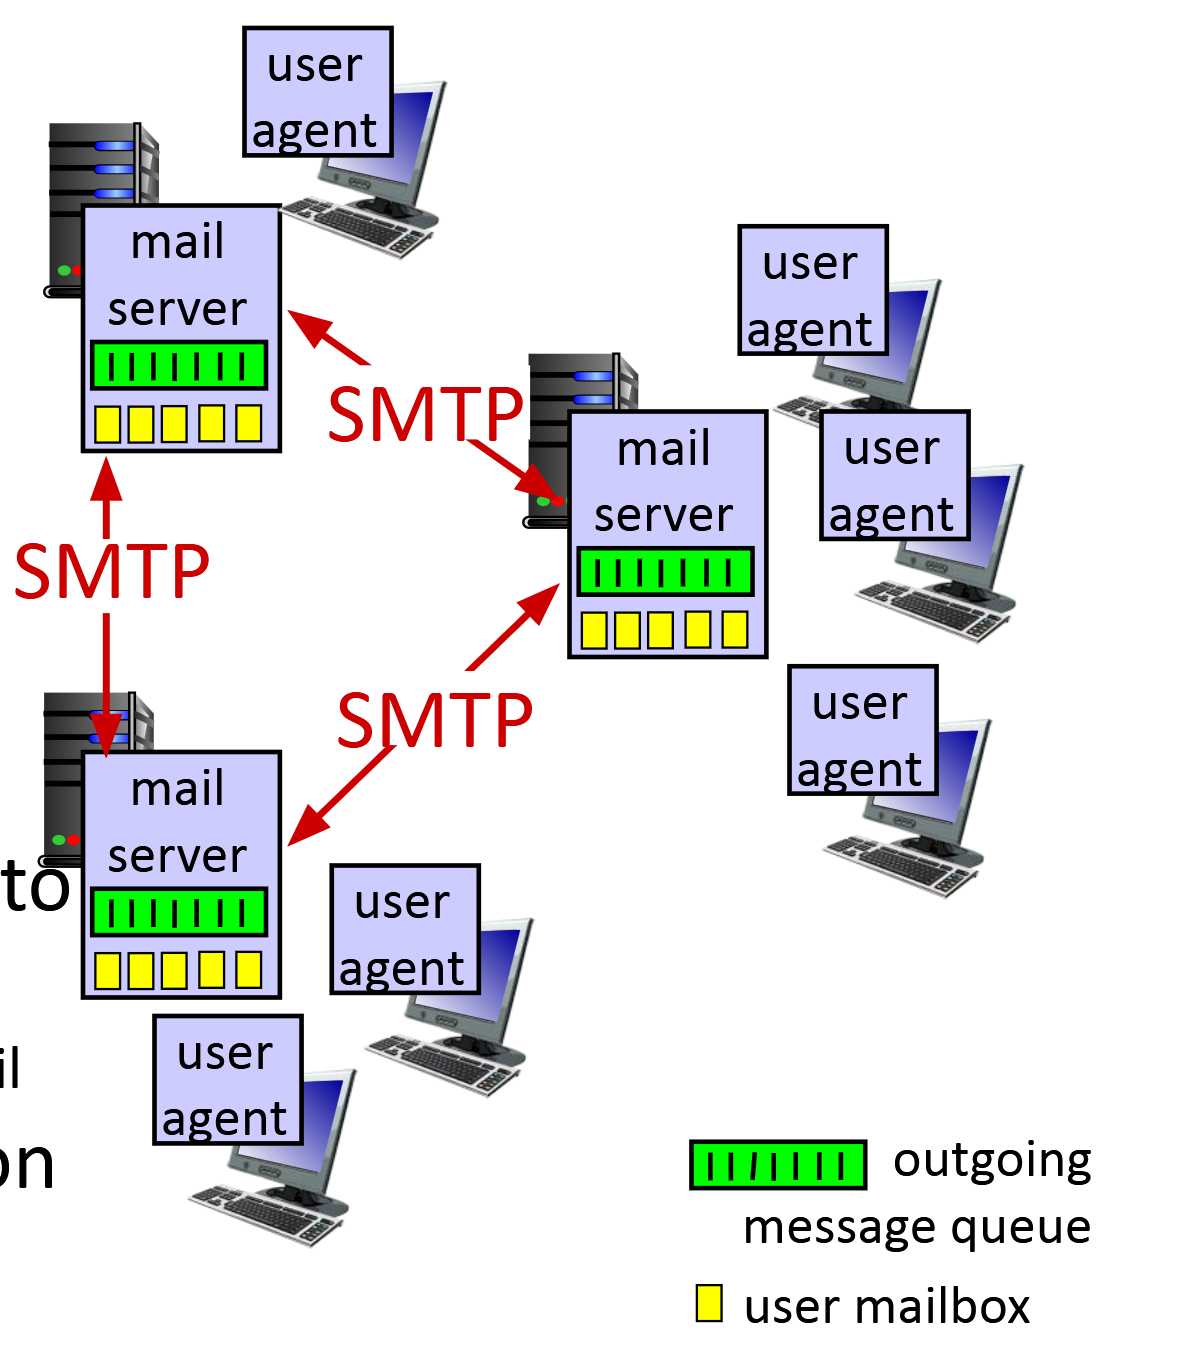 user
agent
mail
server
SMTP
user
agent
mail
server
user
agent
SMTP
SMTP
user
agent
mail
server
to
user
agent
user
agent
il
on
outgoing
message queue
user mailbox